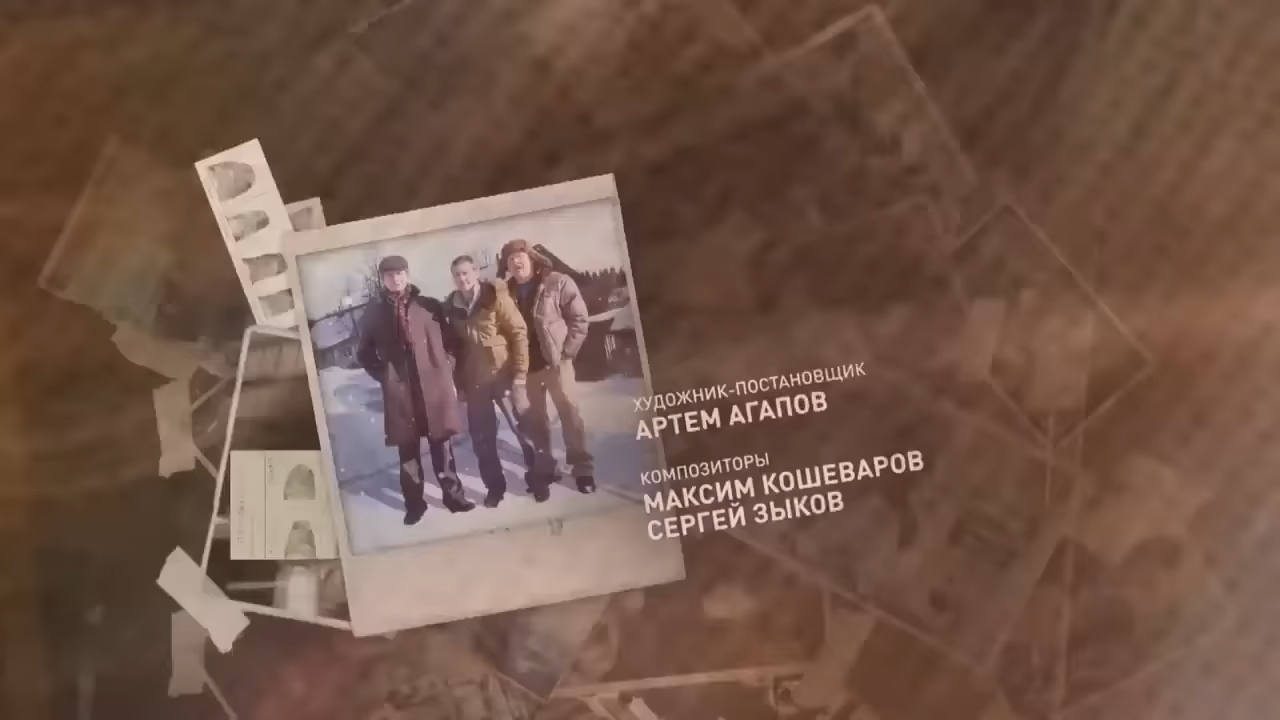 ХУДОЖНИК-ПОСТАНОВЩИК
АРТЕМ АГАПОВ
КОМПОЗИТОРЫ
МАКСИМ КОШЕВАРОВ
СЕРГЕЙ ЗЫКОВ